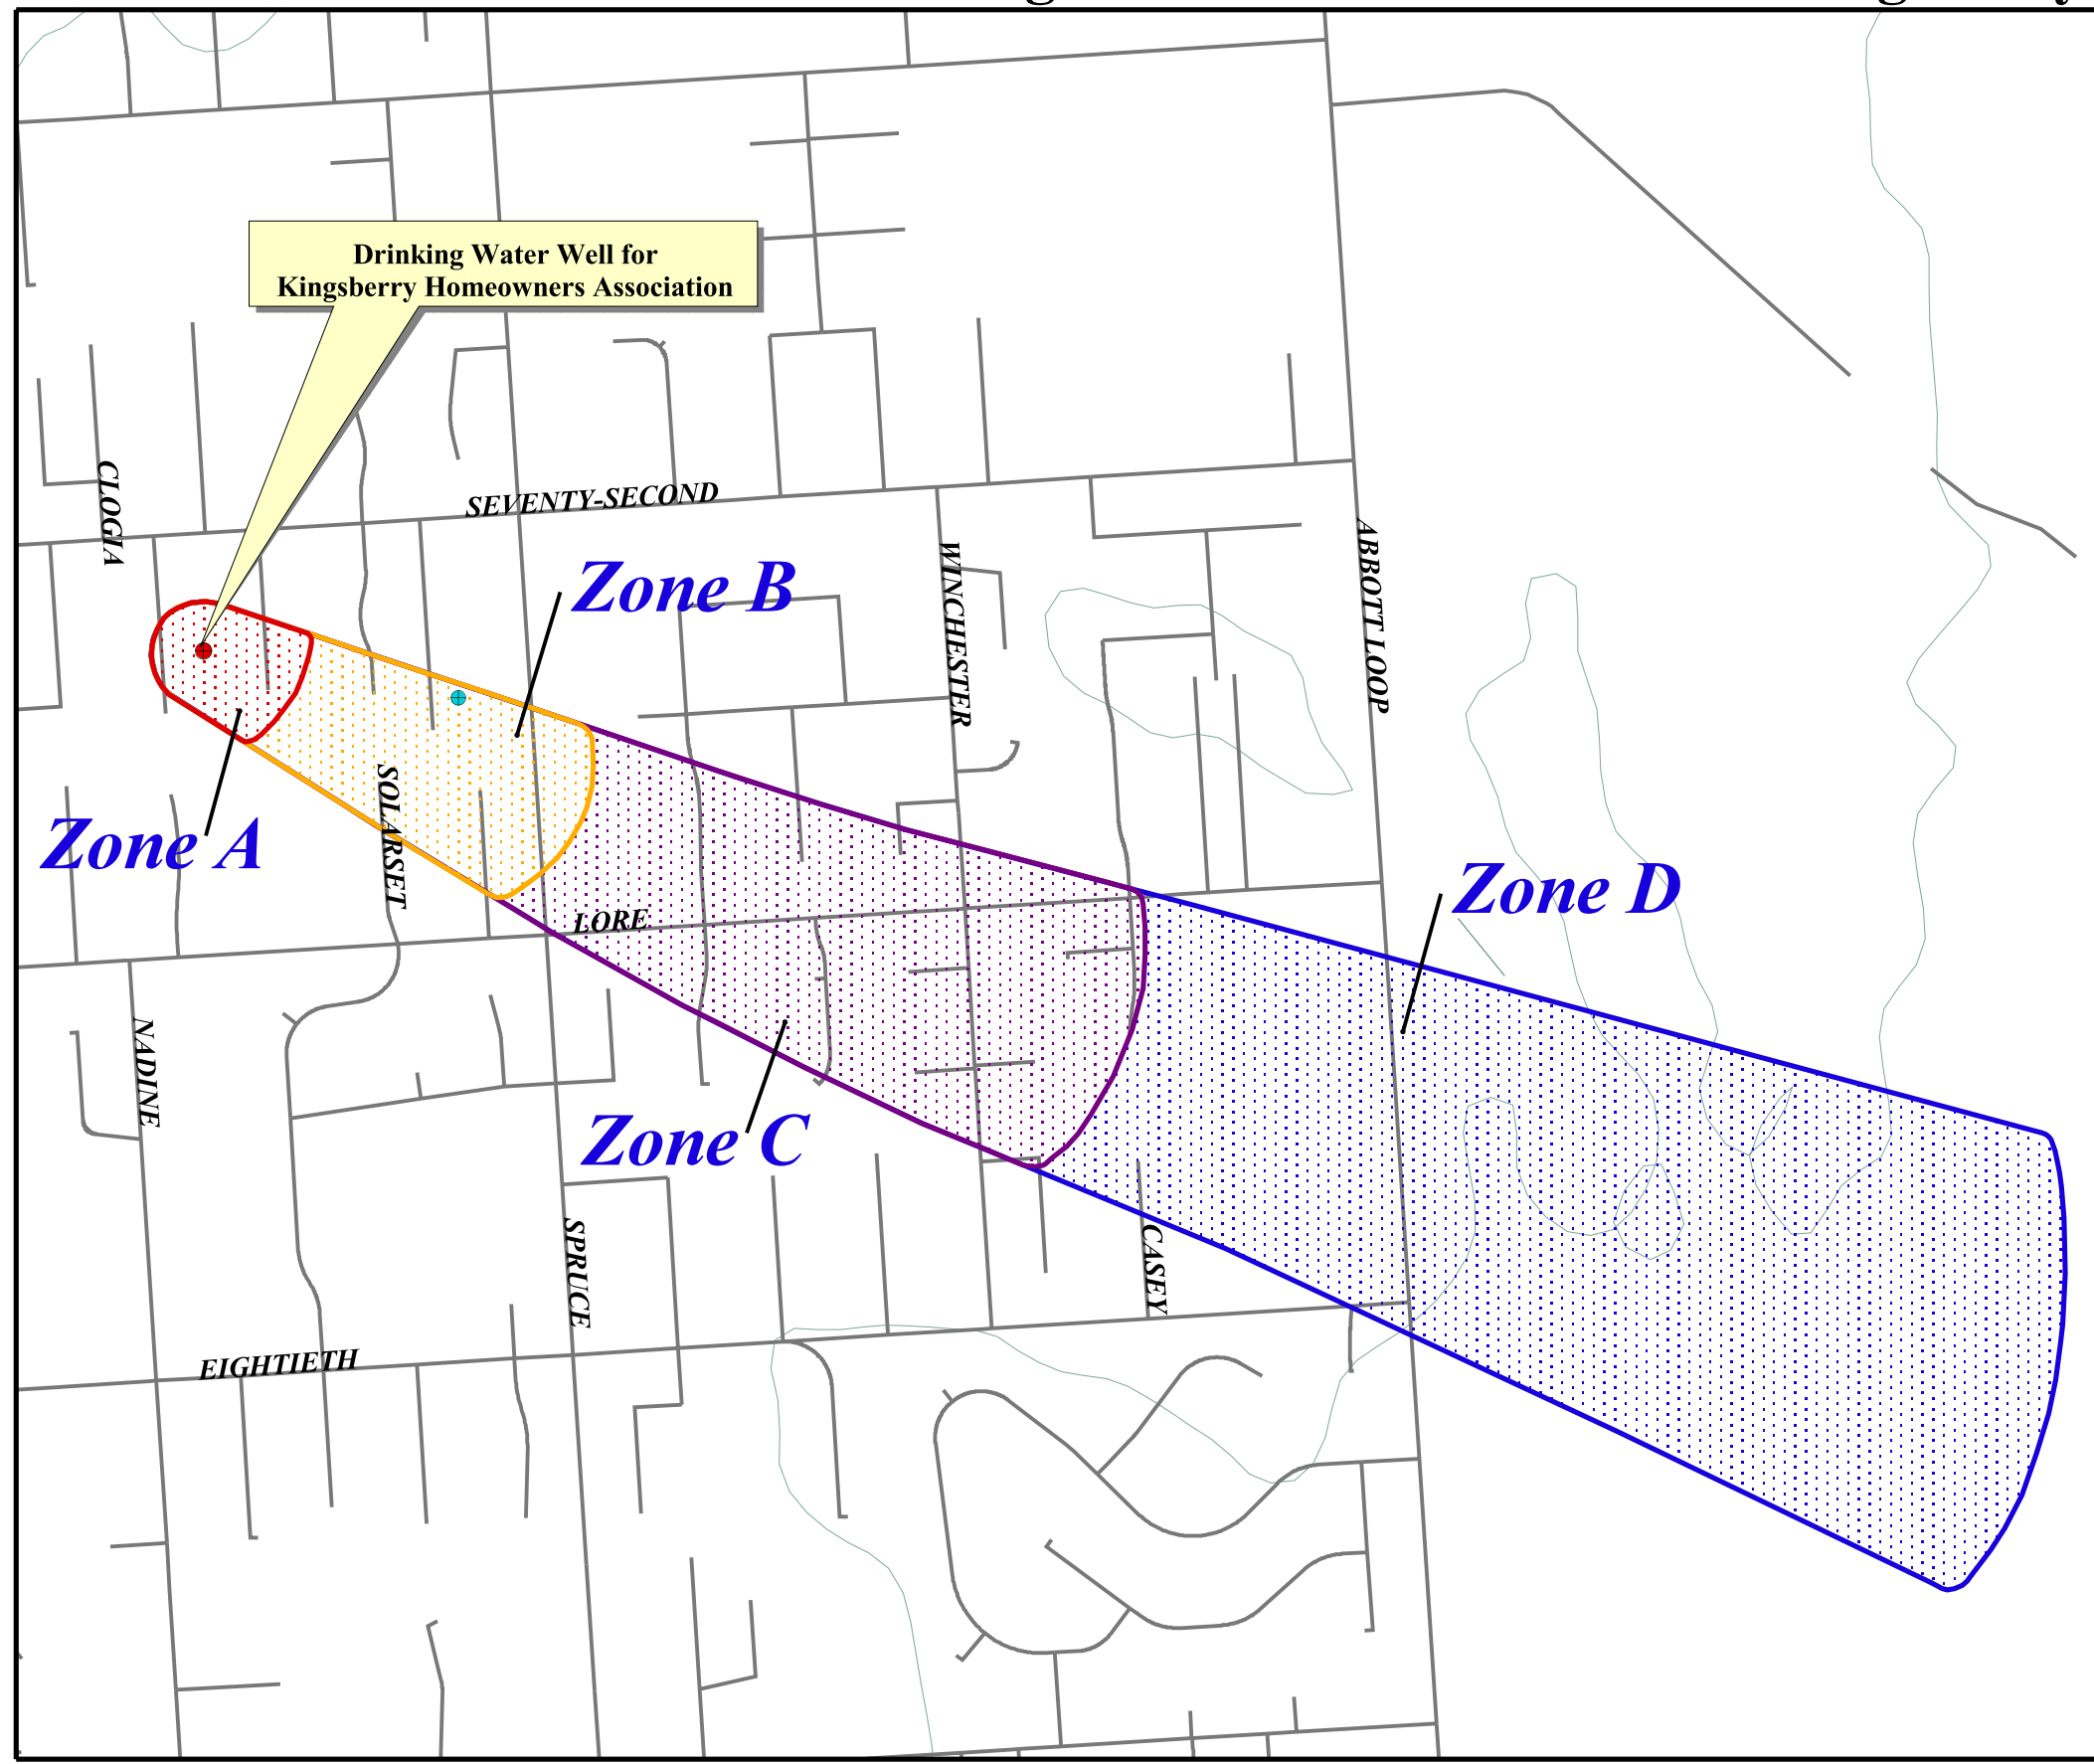 Drinking Water Well for
Kingsberry Homeowners Association
CLOGIA
SEVENTY-SECOND
WINCHESTER
ABBOTT LOOP
Zone B
Zone A
SOLARSET
Zone D
LORE
NADINE
Zone C
SPRUCE
CASEY
EIGHTIETH